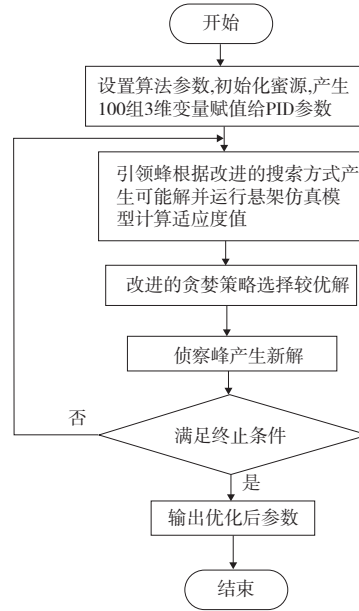 开始
设置算法参数,初始化蜜源,产生
100组3维变量赋值给PID参数
引领蜂根据改进的搜索方式产
生可能解并运行悬架仿真模
型计算适应度值
改进的贪婪策略选择较优解
侦察峰产生新解
否
满足终止条件
是
输出优化后参数
结束